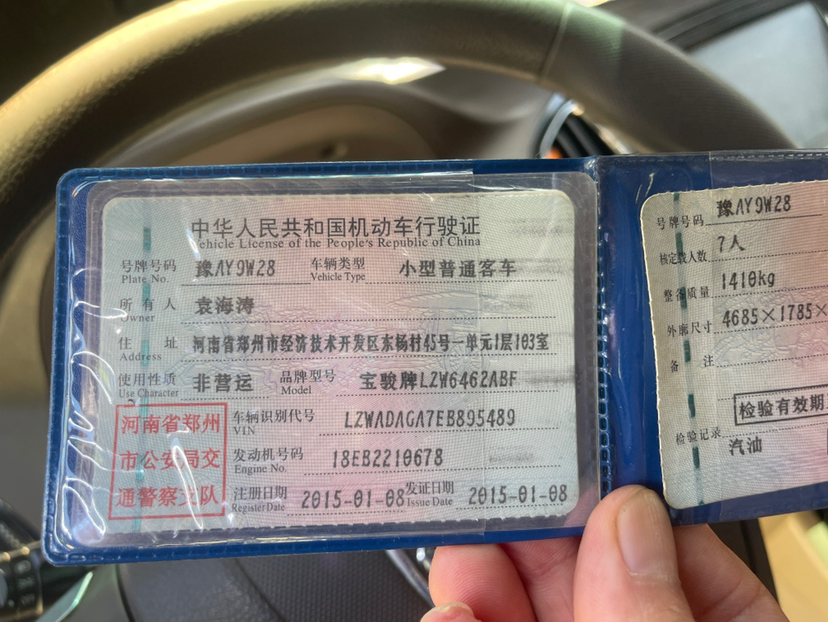 中华人民共和国机动车行驶证
Vehicle License of the People's Republic of China
号牌号码 豫AY9W28 车辆类型 小型普通客车
Plate No. Vehicle Type
所有人 袁海涛
Owner
住址 河南省郑州市经济技术开发区东杨村45号一单元1层103室
Address
使用性质 非营运 品牌型号 宝骏牌LZW6462ABF
Use Character Model
河南省郑州
市公安局交
通警察支队
车辆识别代号 LZWADAGA7EB895489
VIN
发动机号码 18EB2210678
Engine No.
注册日期 2015-01-08 发证日期 2015-01-08
Register Date Issue Date
号牌号码 豫AY9W28
核定载人数 7人
整备质量 1410kg
外廓尺寸 4685×1785×
备注
检验有效期
检验记录
汽油